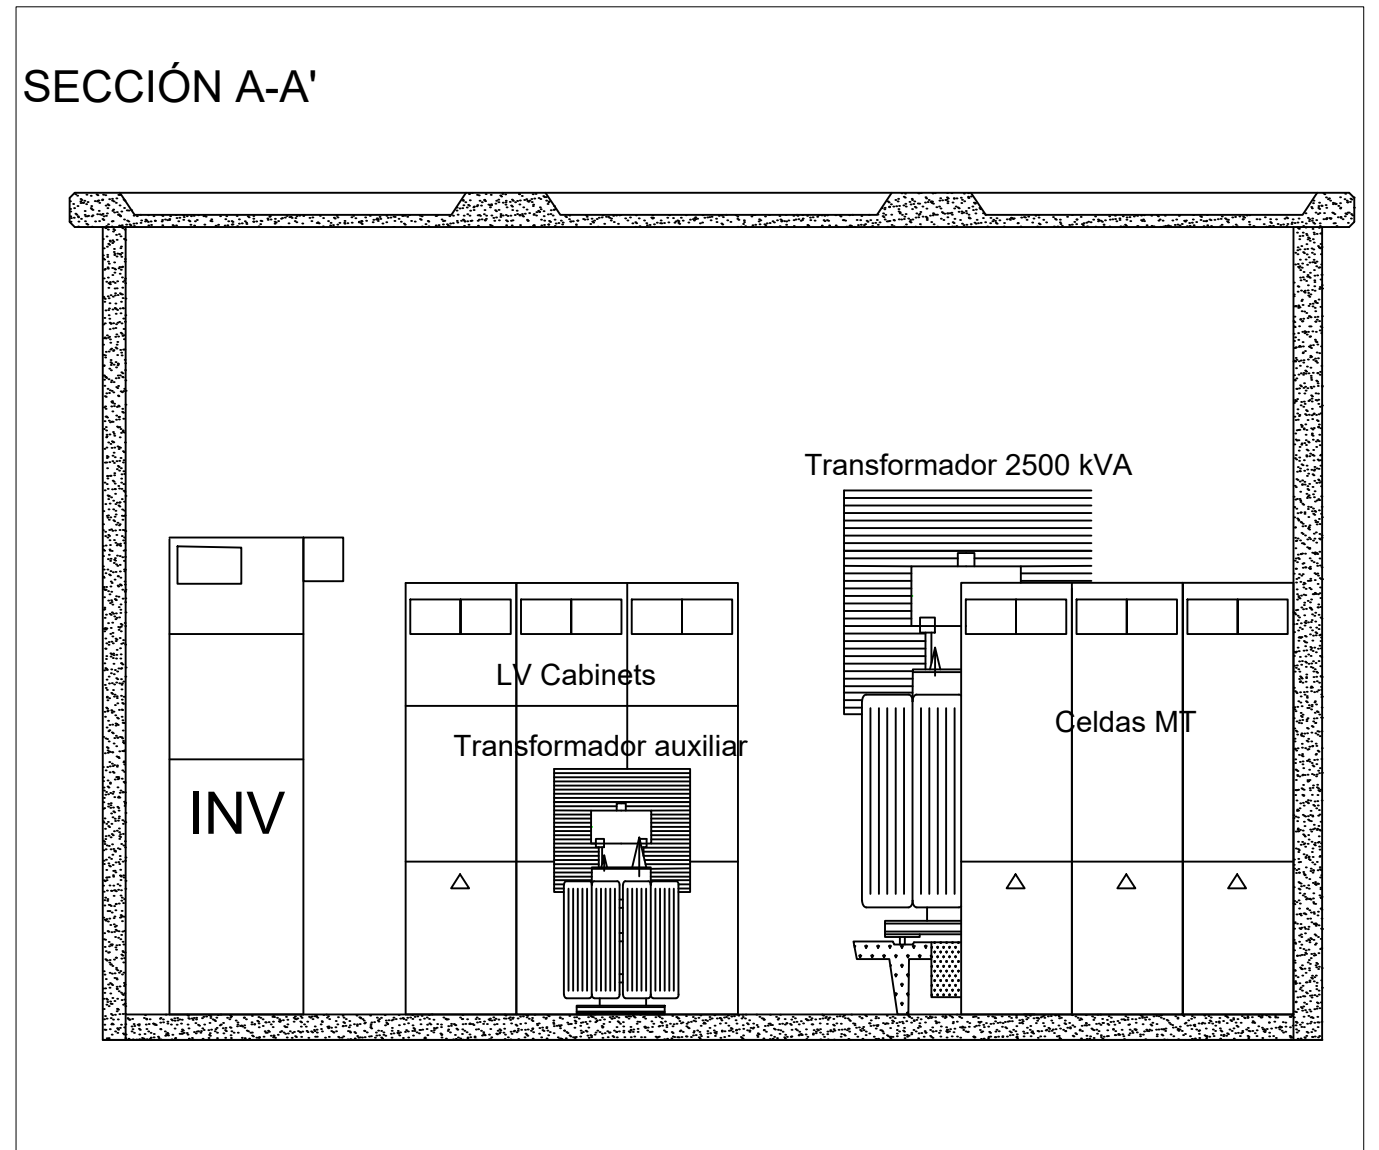 SECCIÓN A-A'
Transformador 2500 kVA
LV Cabinets
Celdas MT
Transformador auxiliar
INV